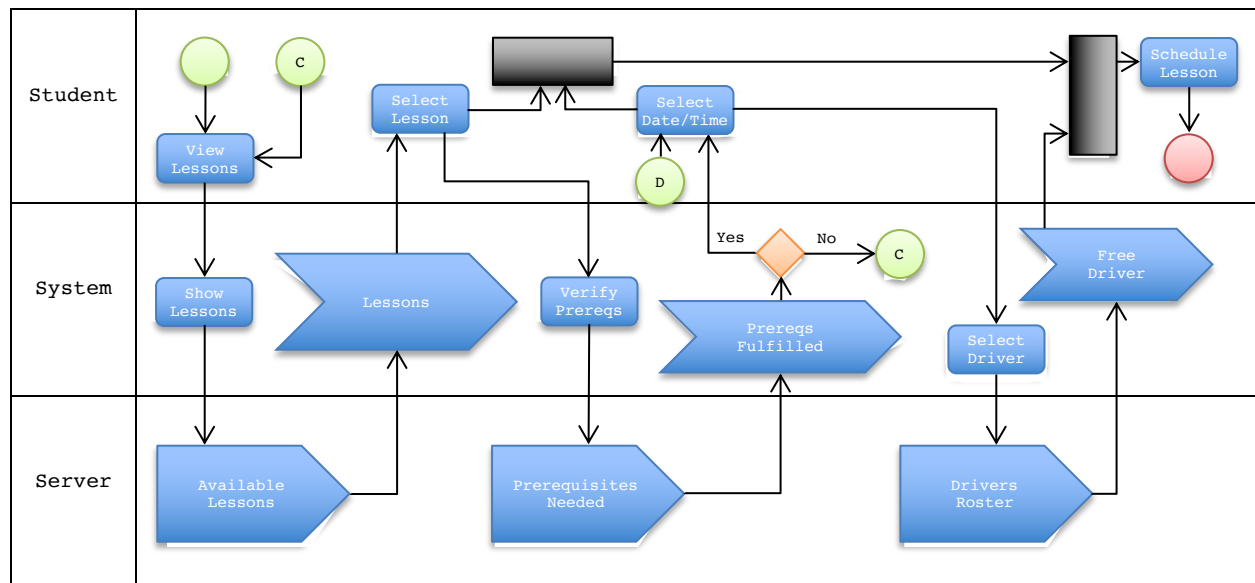 Student
C
View
Lessons
Select
Lesson
Select
Date/Time
D
Schedule
Lesson
System
Show
Lessons
Lessons
Verify
Prereqs
Yes
No
C
Prereqs
Fulfilled
Select
Driver
Free
Driver
Server
Available
Lessons
Prerequisites
Needed
Drivers
Roster